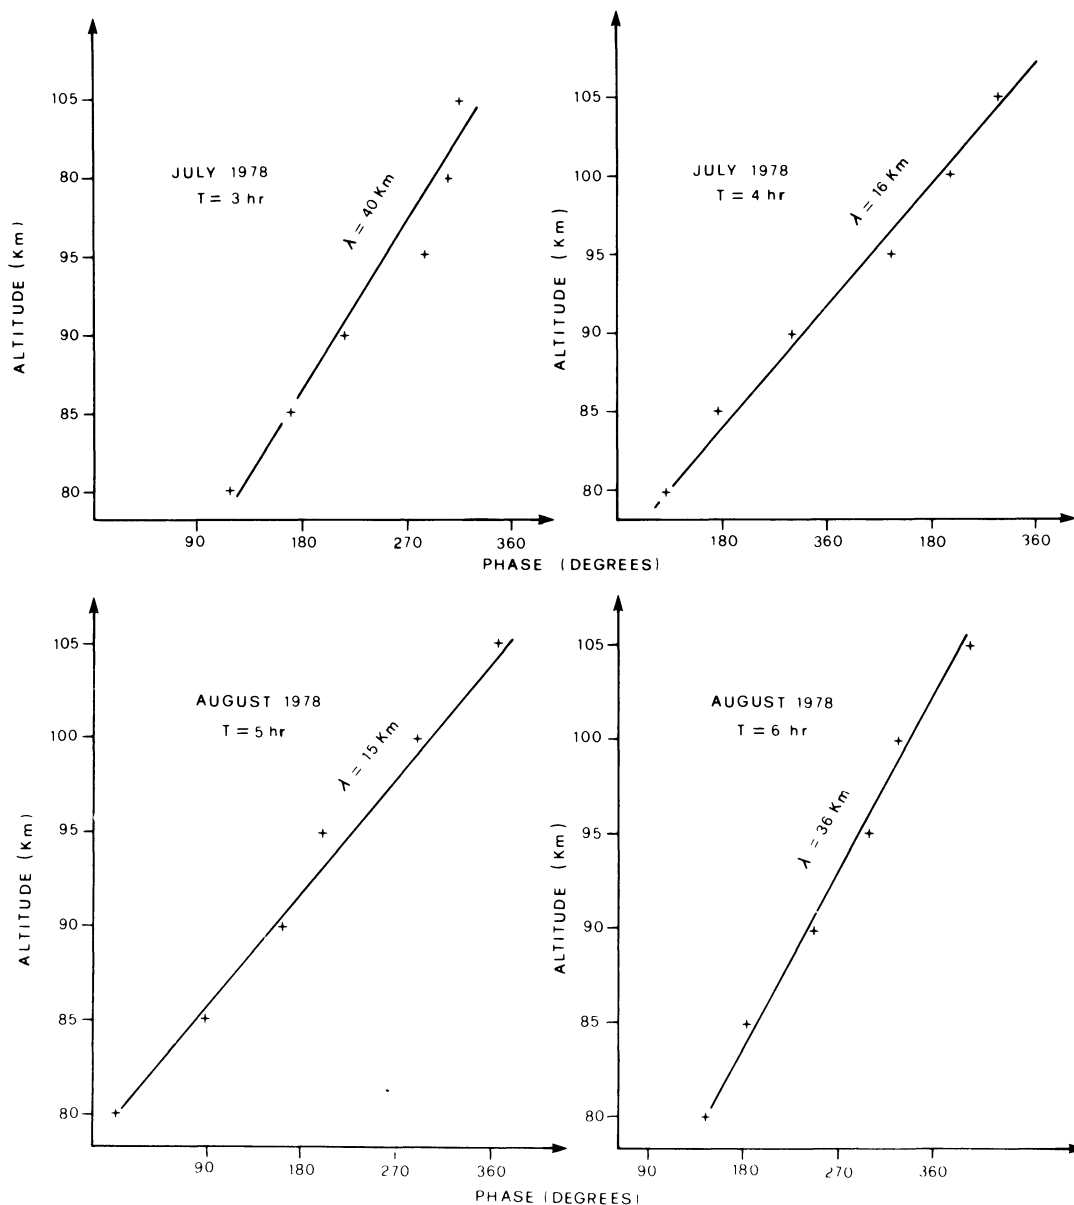 105
80
95
90
85
80
ALTITUDE (Km)
JULY 1978
T = 3 hr
λ = 40 Km
90
180
270
360
105
100
95
90
85
80
ALTITUDE (Km)
JULY 1978
T = 4 hr
λ = 16 Km
180
360
180
360
PHASE (DEGREES)
105
100
95
90
85
80
ALTITUDE (Km)
AUGUST 1978
T = 5 hr
λ = 15 Km
90
180
270
360
105
100
95
90
85
80
ALTITUDE (Km)
AUGUST 1978
T = 6 hr
λ = 36 Km
90
180
270
360
PHASE (DEGREES)